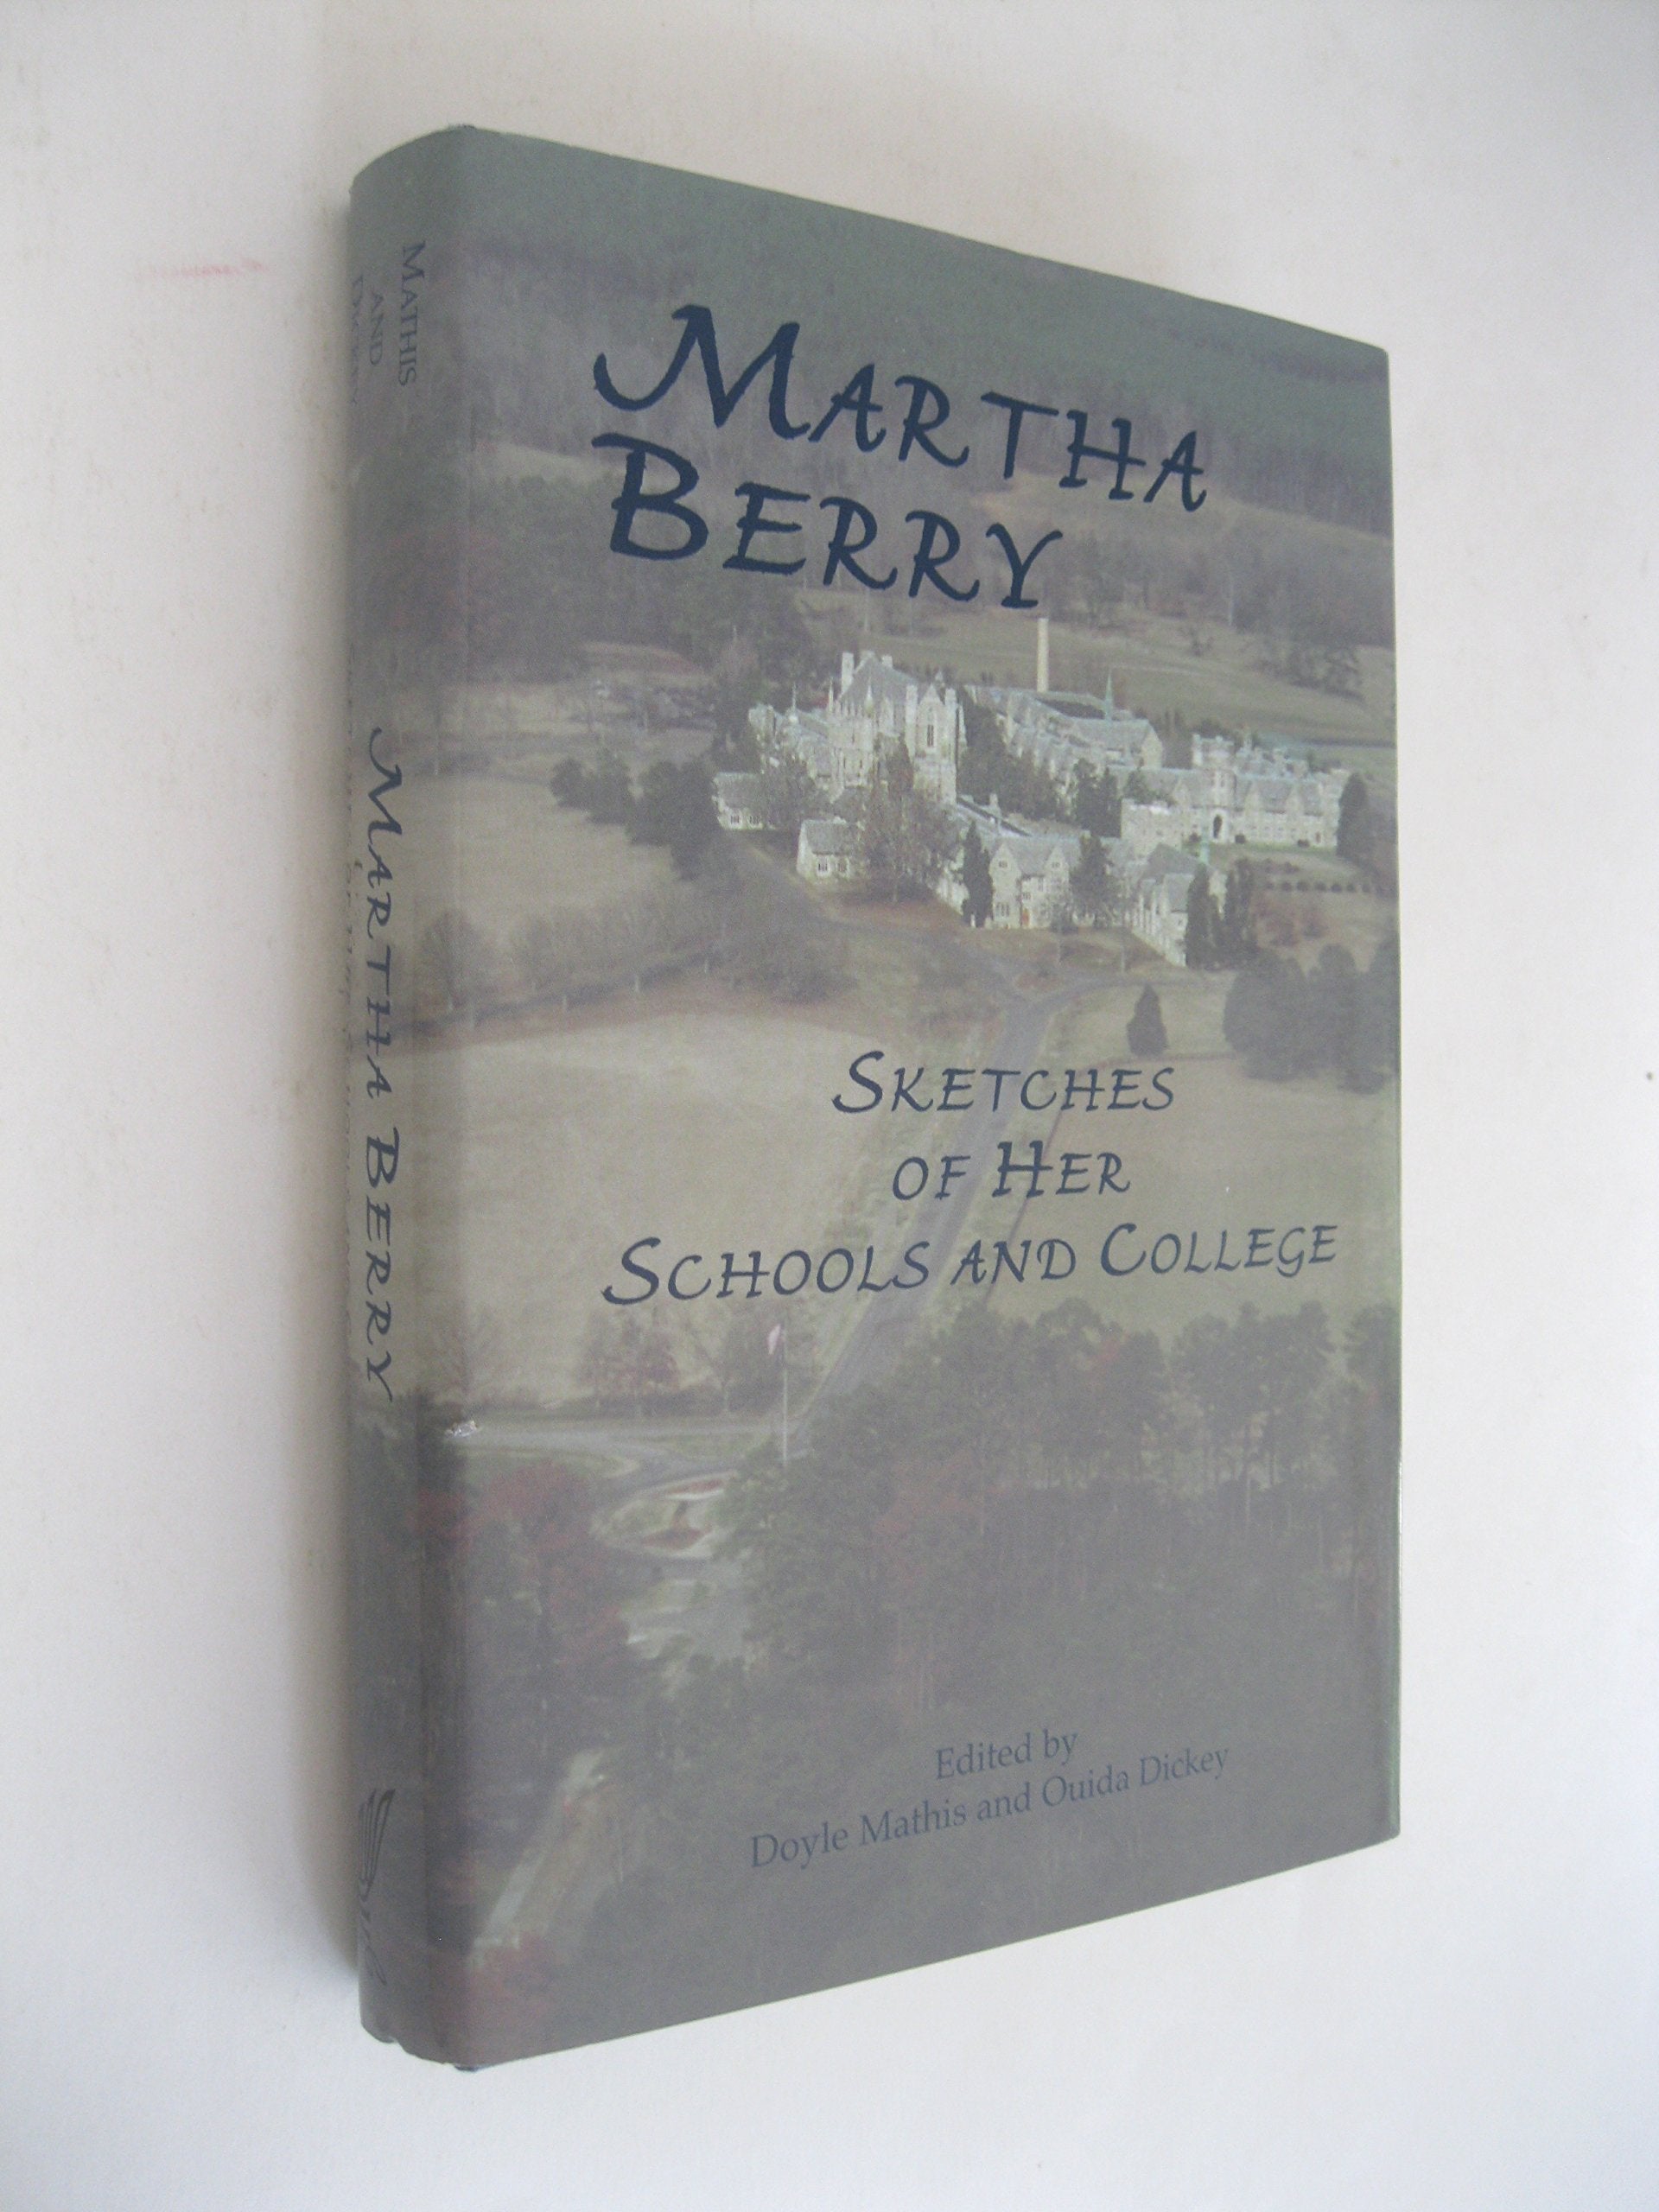 MARTHA
BERRY
SKETCHES
OF HER
SCHOOLS AND COLLEGE
Edited by
Doyle Mathis and Ouida Dickey
MATHIS
AND
DICKEY
MARTHA BERRY